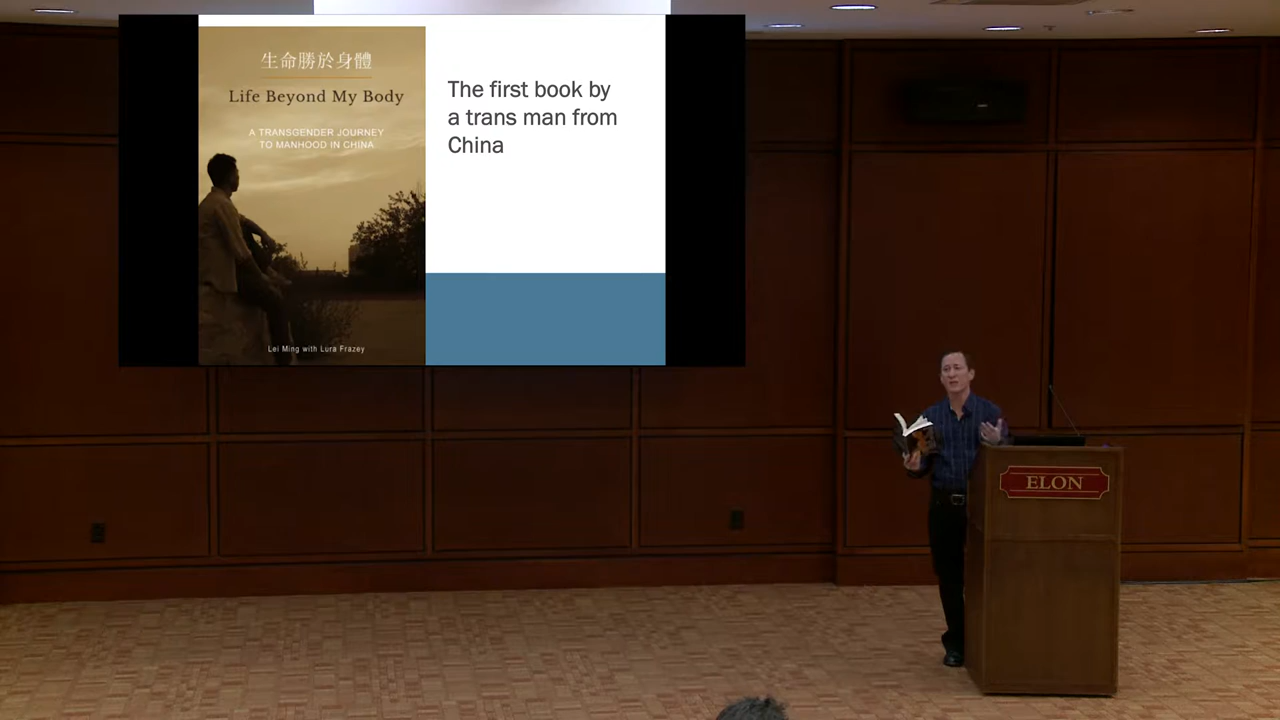 生命勝於身體
Life Beyond My Body
A TRANSGENDER JOURNEY
TO MANHOOD IN CHINA
Lei Ming with Lura Frazey
The first book by
a trans man from
China
ELON